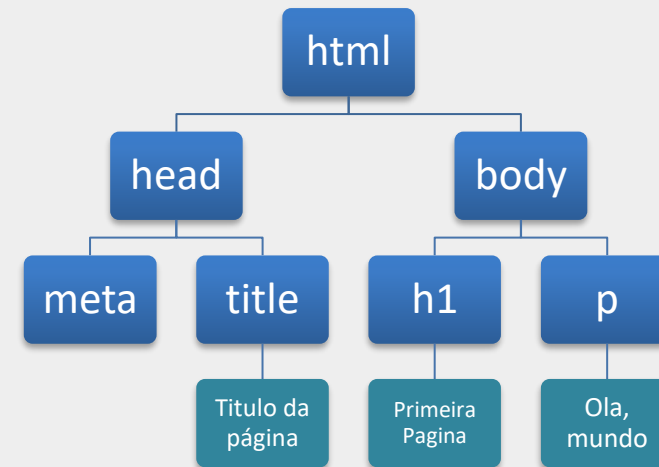 html
head
body
meta
title
h1
p
Titulo da
página
Primeira
Pagina
Ola,
mundo